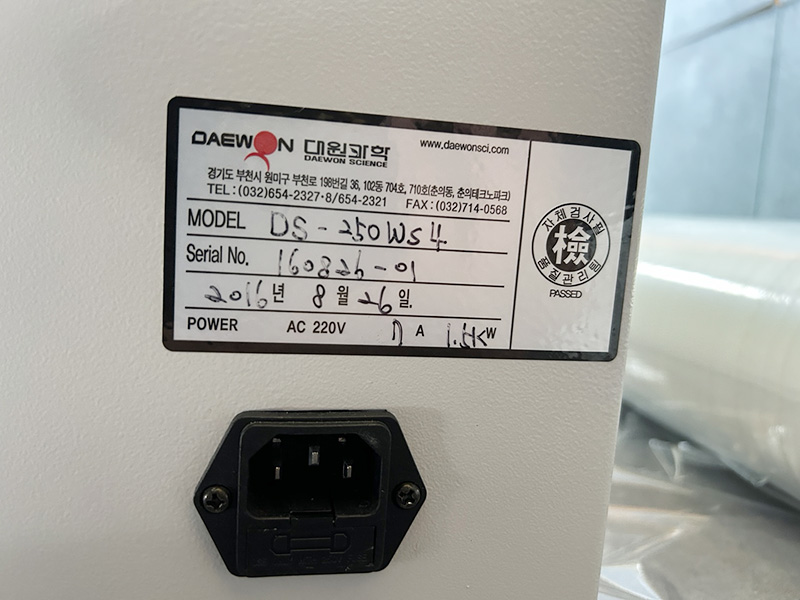 DAEWON 대원과학 www.daewonsci.com
DAEWON SCIENCE
경기도 부천시 원미구 부천로 198번길 36, 102동 704호, 710호(춘의동, 춘의테크노파크)
TEL : (032)654-2327·8/654-2321 FAX : (032)714-0568
MODEL DS-250WS4
Serial No. 160826-01
2016년 8월 26일.
POWER AC 220V 7 A 1.5KW
자체검사필
檢
품질관리팀
PASSED